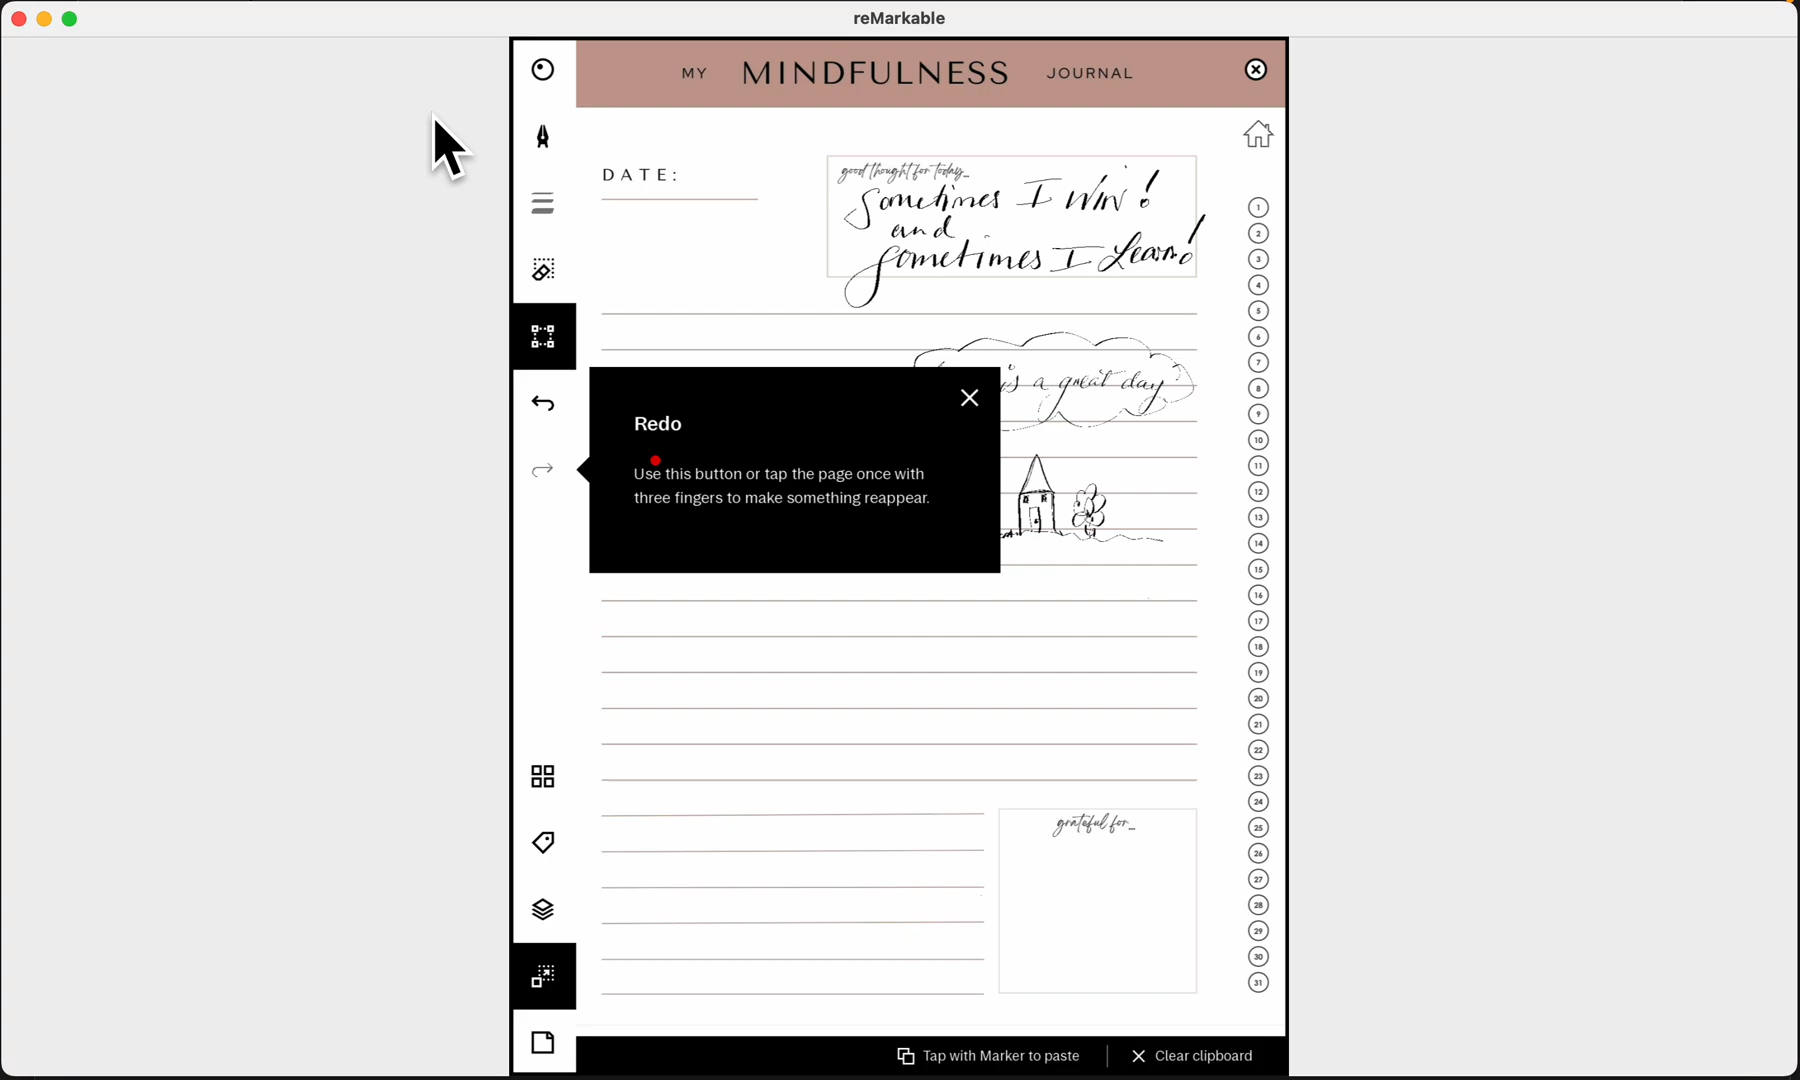 reMarkable
MY MINDFULNESS JOURNAL
DATE:
good thought for today...
Sometimes I Win!
and
Sometimes I Learn!
is a great day
Redo
Use this button or tap the page once with
three fingers to make something reappear.
1
2
3
4
5
6
7
8
9
10
11
12
13
14
15
16
17
18
19
20
21
22
23
24
25
26
27
28
29
30
31
grateful for...
Tap with Marker to paste
Clear clipboard